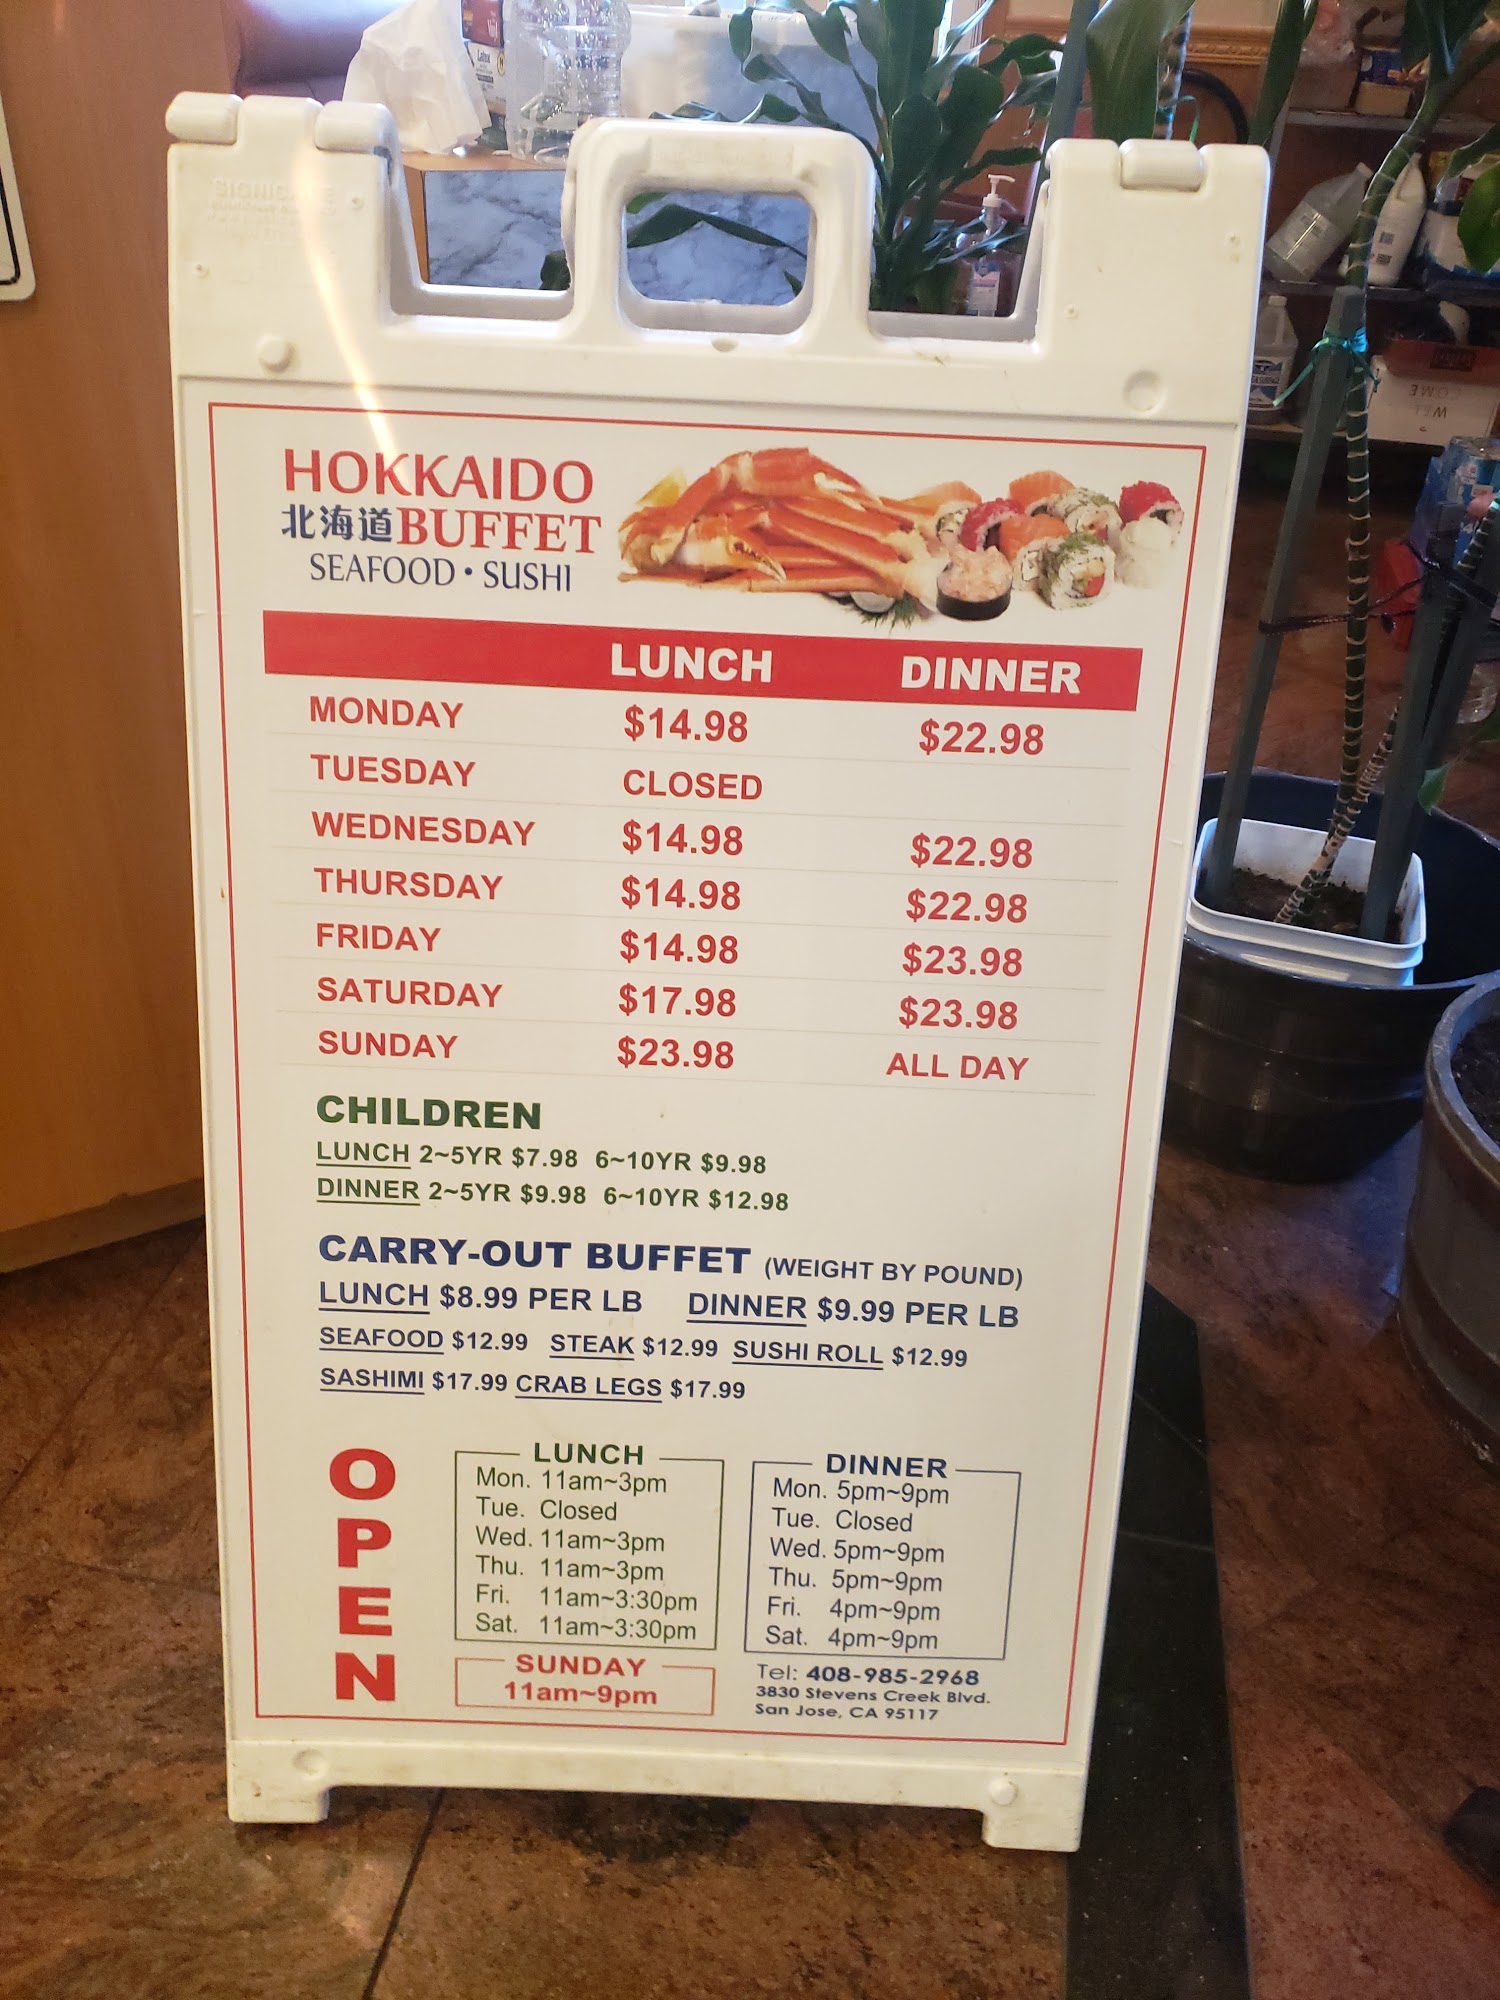 HOKKAIDO
北海道BUFFET
SEAFOOD • SUSHI
LUNCH DINNER
MONDAY $14.98 $22.98
TUESDAY CLOSED
WEDNESDAY $14.98 $22.98
THURSDAY $14.98 $22.98
FRIDAY $14.98 $23.98
SATURDAY $17.98 $23.98
SUNDAY $23.98 ALL DAY
CHILDREN
LUNCH 2~5YR $7.98 6~10YR $9.98
DINNER 2~5YR $9.98 6~10YR $12.98
CARRY-OUT BUFFET (WEIGHT BY POUND)
LUNCH $8.99 PER LB DINNER $9.99 PER LB
SEAFOOD $12.99 STEAK $12.99 SUSHI ROLL $12.99
SASHIMI $17.99 CRAB LEGS $17.99
OPEN
LUNCH
Mon. 11am~3pm
Tue. Closed
Wed. 11am~3pm
Thu. 11am~3pm
Fri. 11am~3:30pm
Sat. 11am~3:30pm
SUNDAY
11am~9pm
DINNER
Mon. 5pm~9pm
Tue. Closed
Wed. 5pm~9pm
Thu. 5pm~9pm
Fri. 4pm~9pm
Sat. 4pm~9pm
Tel: 408-985-2968
3830 Stevens Creek Blvd.
San Jose, CA 95117